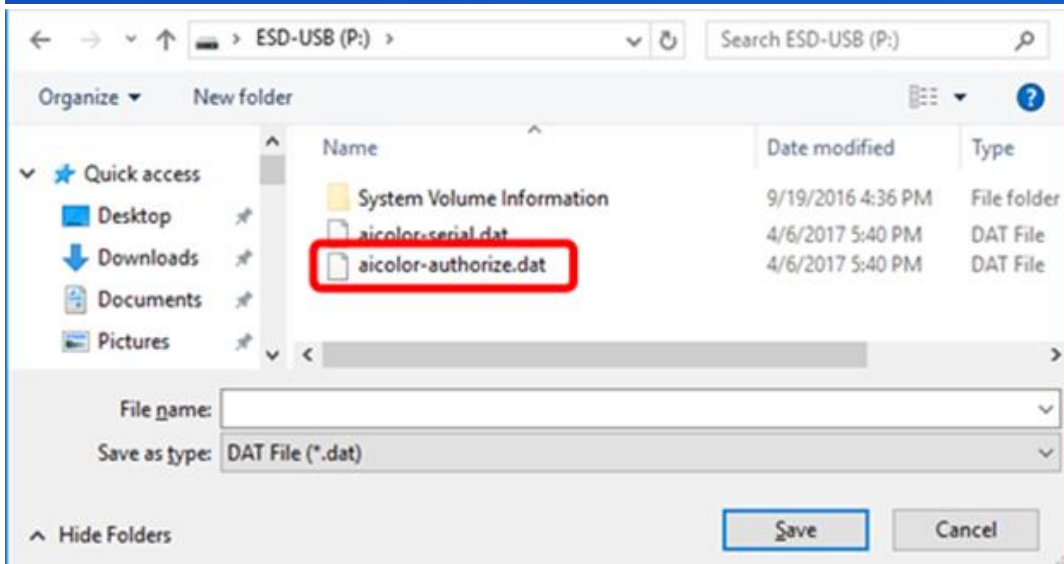 ESD-USB (P:)
Search ESD-USB (P:)
Organize
New folder
Name
Date modified
Type
Quick access
Desktop
Downloads
Documents
Pictures
System Volume Information
9/19/2016 4:36 PM
File folder
aicolor-serial.dat
4/6/2017 5:40 PM
DAT File
aicolor-authorize.dat
4/6/2017 5:40 PM
DAT File
File name:
Save as type:
DAT File (*.dat)
Hide Folders
Save
Cancel